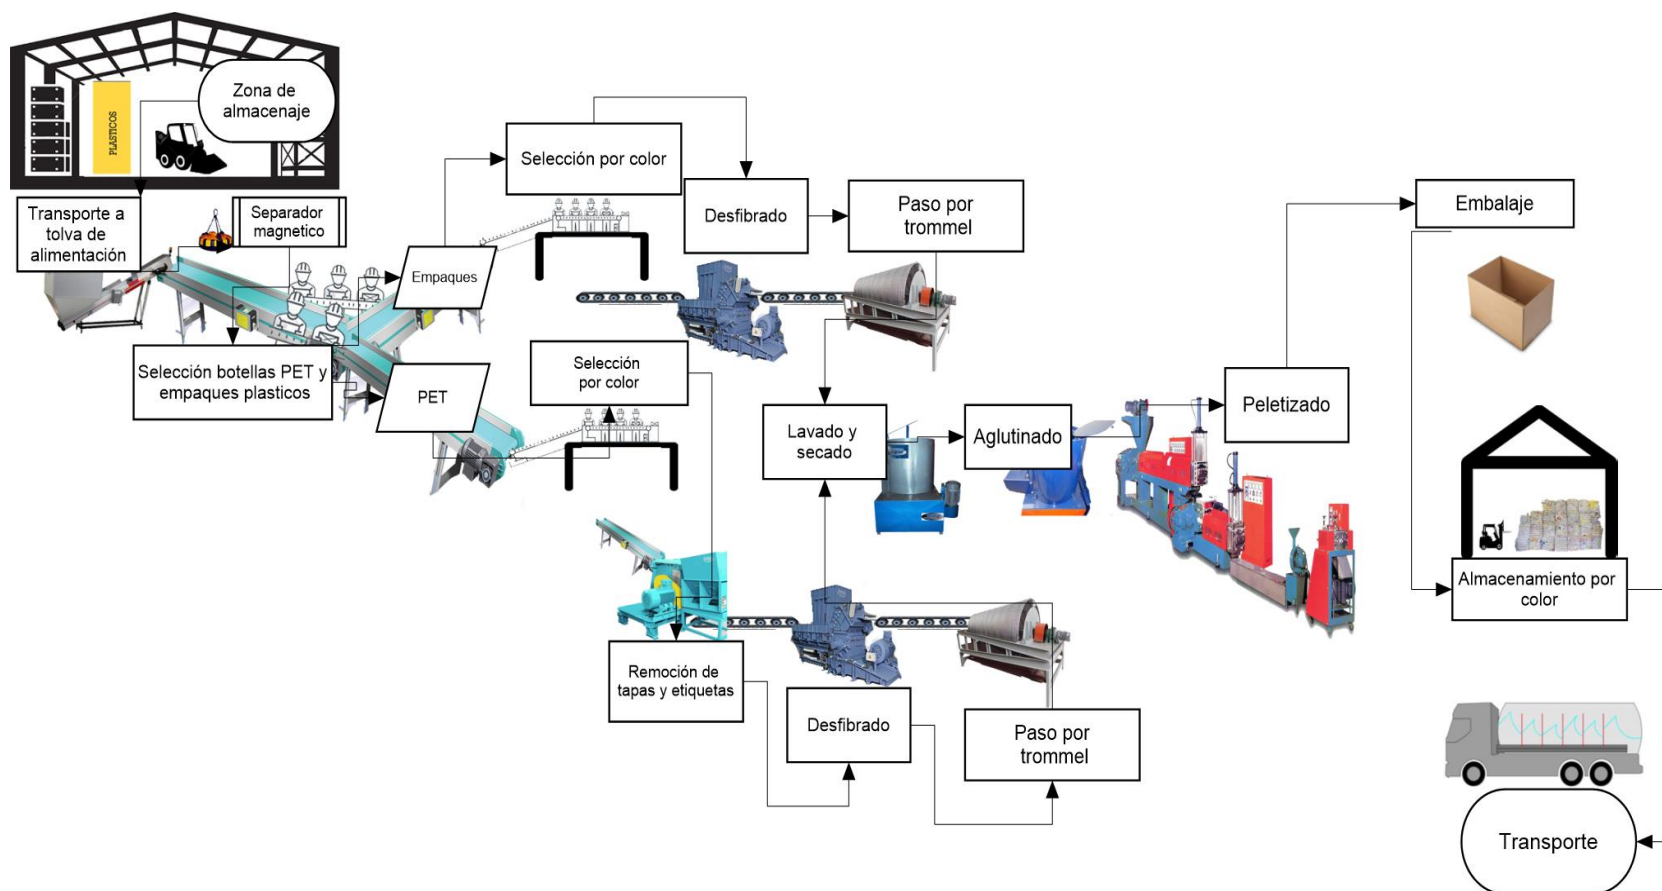 Zona de
almacenaje
PLASTICOS
Transporte a
tolva de
alimentación
Separador
magnetico
Selección botellas PET y
empaques plasticos
Empaques
PET
Selección por color
Desfibrado
Paso por
trommel
Selección
por color
Remoción de
tapas y etiquetas
Desfibrado
Paso por
trommel
Lavado y
secado
Aglutinado
Peletizado
Embalaje
Almacenamiento por
color
Transporte